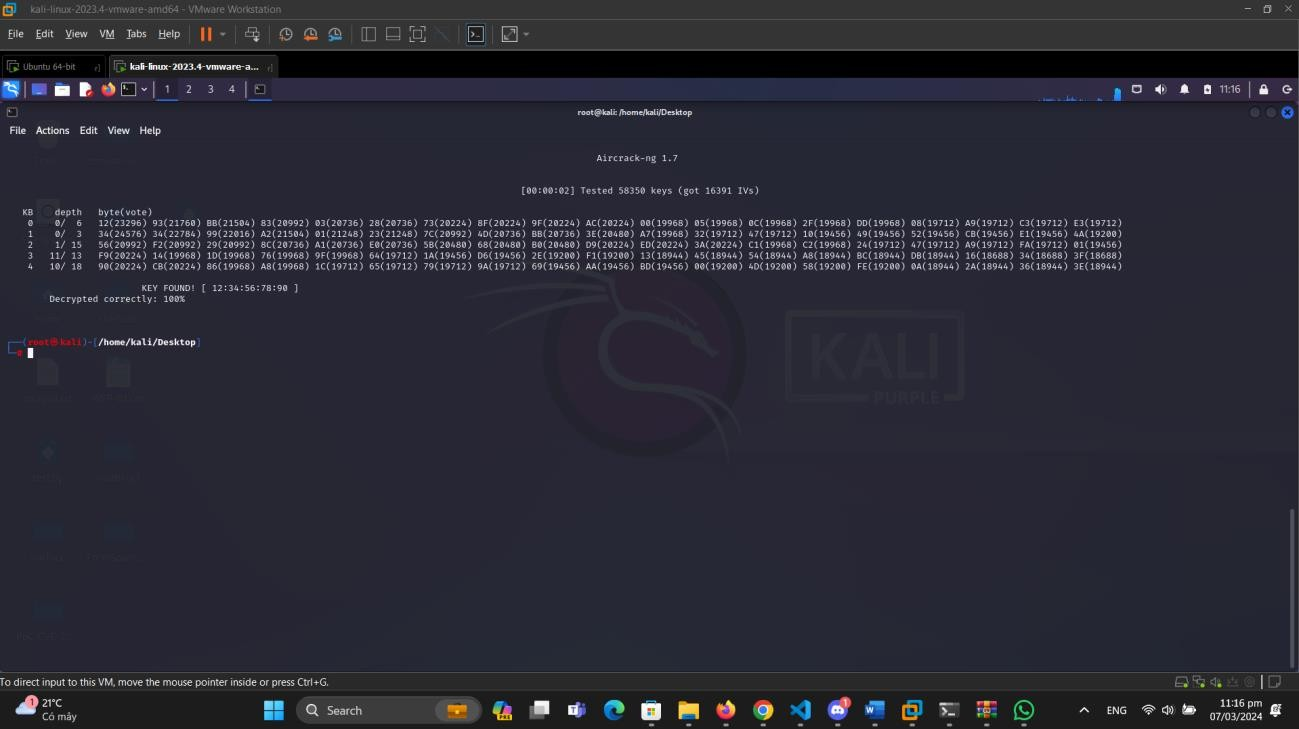 kali-linux-2023.4-vmware-amd64 - VMware Workstation
File Edit View VM Tabs Help
Ubuntu 64-bit kali-linux-2023.4-vmware-a...
1 2 3 4 11:16
root@kali: /home/kali/Desktop
File Actions Edit View Help
Aircrack-ng 1.7
[00:00:02] Tested 58350 keys (got 16391 IVs)
KB depth byte(vote)
0 0/ 6 12(23296) 93(21760) BB(21504) 83(20992) 03(20736) 28(20736) 73(20224) 8F(20224) 9F(20224) AC(20224) 00(19968) 05(19968) 0C(19968) 2F(19968) DD(19968) 08(19712) A9(19712) C3(19712) E3(19712)
1 0/ 3 34(24576) 34(22784) 99(22016) A2(21504) 01(21248) 23(21248) 7C(20992) 4D(20736) BB(20736) 3E(20480) A7(19968) 32(19712) 47(19712) 10(19456) 49(19456) 52(19456) CB(19456) E1(19456) 4A(19200)
2 1/ 15 56(20992) F2(20992) 29(20992) 8C(20736) A1(20736) E0(20736) 5B(20480) 68(20480) B0(20480) D9(20224) ED(20224) 3A(20224) C1(19968) C2(19968) 24(19712) 47(19712) A9(19712) FA(19712) 01(19456)
3 11/ 13 F9(20224) 14(19968) 1D(19968) 76(19968) 9F(19968) 64(19712) 1A(19456) D6(19456) 2E(19200) F1(19200) 13(18944) 45(18944) 54(18944) A8(18944) BC(18944) DB(18944) 16(18688) 34(18688) 3F(18688)
4 10/ 18 90(20224) CB(20224) 86(19968) A8(19968) 1C(19712) 65(19712) 79(19712) 9A(19712) 69(19456) AA(19456) BD(19456) 00(19200) 4D(19200) 58(19200) FE(19200) 0A(18944) 2A(18944) 36(18944) 3E(18944)
KEY FOUND! [ 12:34:56:78:90 ]
Decrypted correctly: 100%
(root㉿kali)-[/home/kali/Desktop]
#
KALI
PURPLE
To direct input to this VM, move the mouse pointer inside or press Ctrl+G.
1 21°C
Có mây
Search
PRE
1
ENG
11:16 pm
07/03/2024